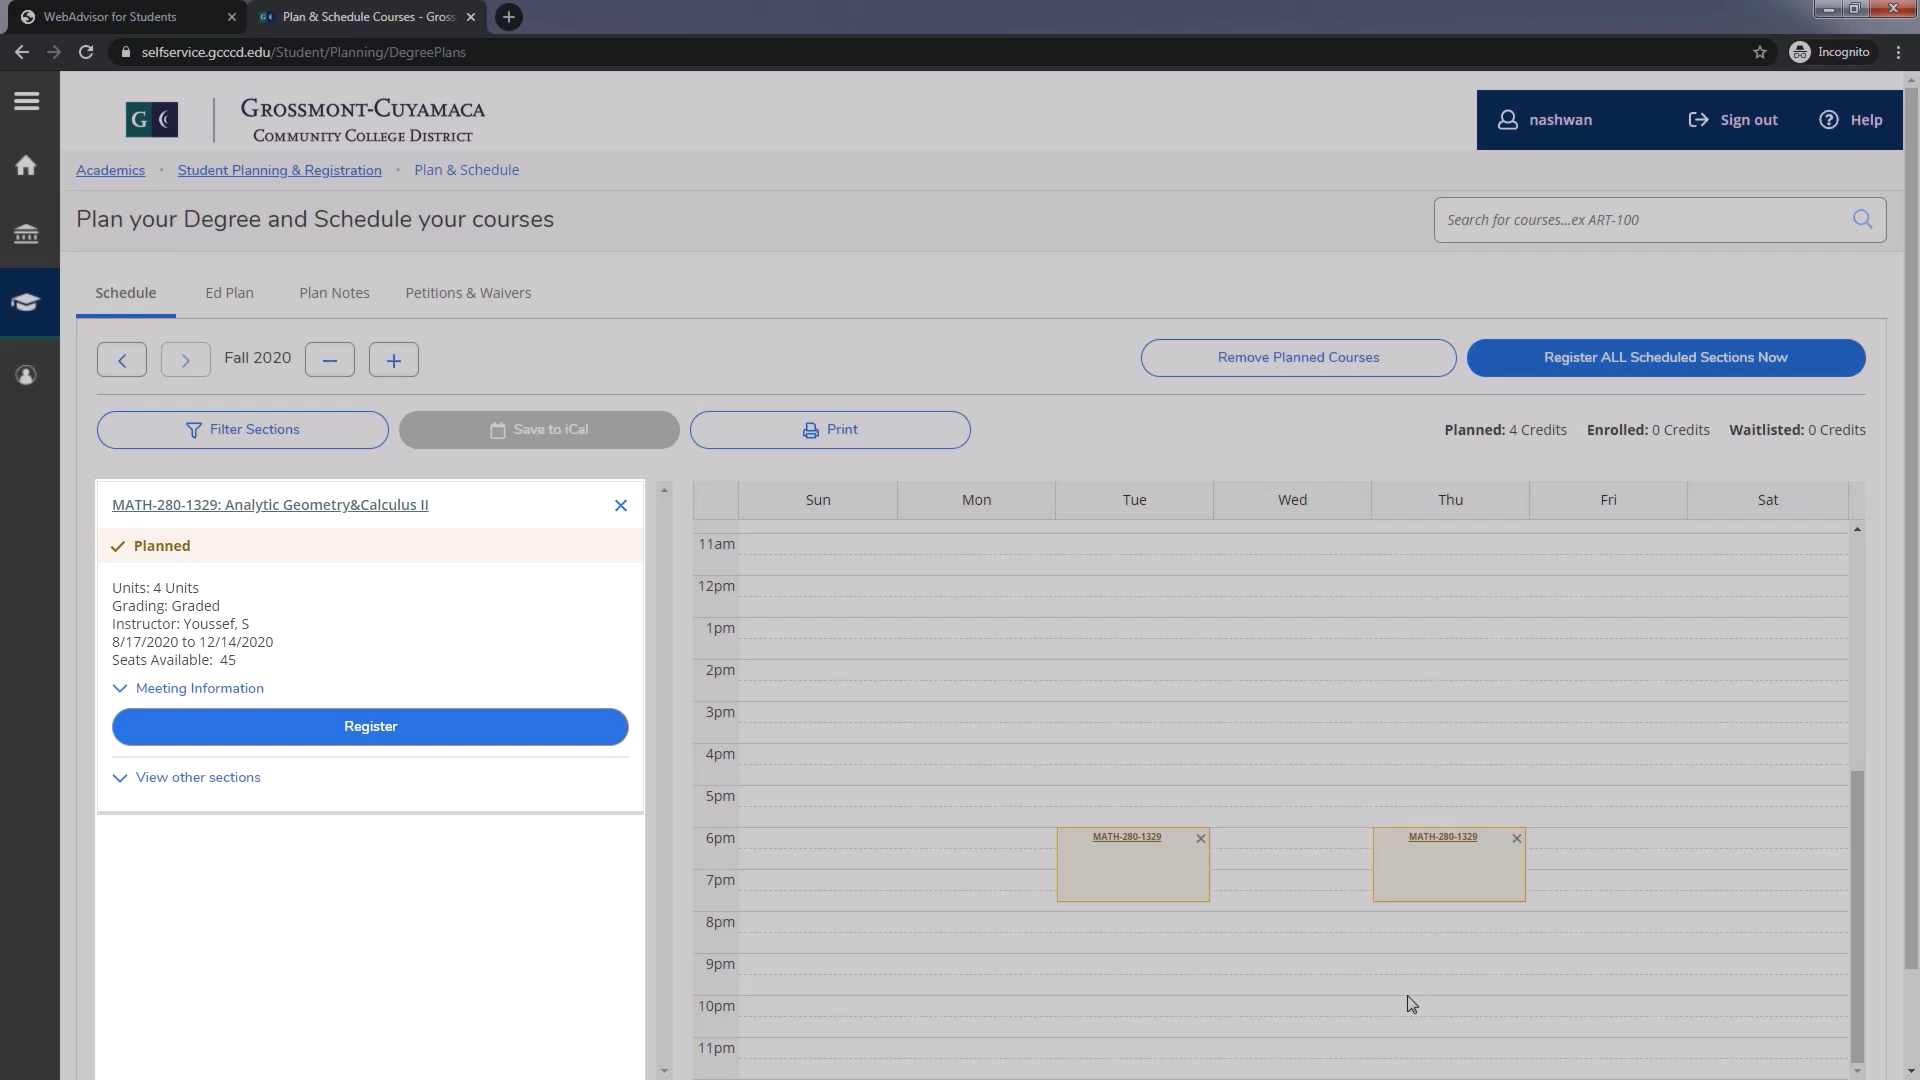 WebAdvisor for Students
Plan & Schedule Courses - Gross
selfservice.gcccd.edu/Student/Planning/DegreePlans
Incognito
G C
GROSSMONT-CUYAMACA
COMMUNITY COLLEGE DISTRICT
nashwan
Sign out
Help
Academics
Student Planning & Registration
Plan & Schedule
Plan your Degree and Schedule your courses
Search for courses...ex ART-100
Schedule
Ed Plan
Plan Notes
Petitions & Waivers
Fall 2020
Remove Planned Courses
Register ALL Scheduled Sections Now
Filter Sections
Save to iCal
Print
Planned: 4 Credits
Enrolled: 0 Credits
Waitlisted: 0 Credits
MATH-280-1329: Analytic Geometry&Calculus II
Planned
Units: 4 Units
Grading: Graded
Instructor: Youssef, S
8/17/2020 to 12/14/2020
Seats Available: 45
Meeting Information
Register
View other sections
Sun
Mon
Tue
Wed
Thu
Fri
Sat
11am
12pm
1pm
2pm
3pm
4pm
5pm
6pm
MATH-280-1329
MATH-280-1329
7pm
8pm
9pm
10pm
11pm